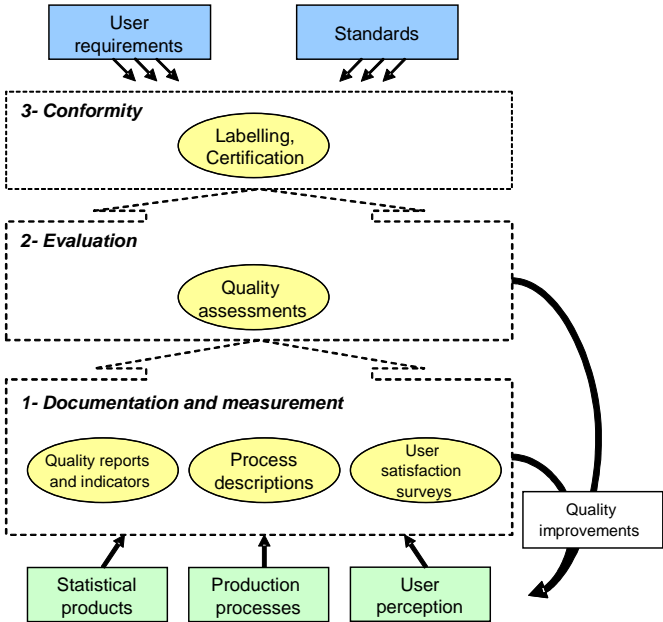 User
requirements
Standards
3- Conformity
Labelling,
Certification
2- Evaluation
Quality
assessments
1- Documentation and measurement
Quality reports
and indicators
Process
descriptions
User
satisfaction
surveys
Quality
improvements
Statistical
products
Production
processes
User
perception